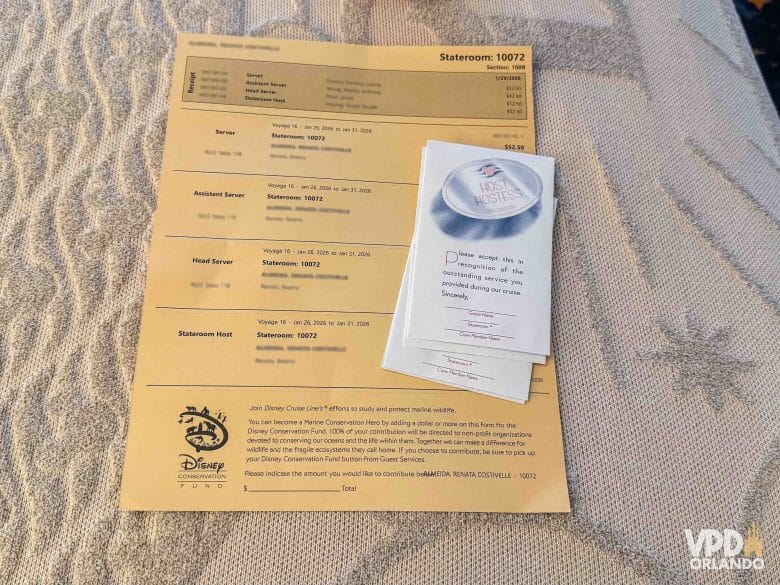 ALMEIDA, RENATA COSTIVELLE
Stateroom: 10072
Section: 1008
Receipt
1/29/2026
Server
$52.50
Assistant Server
Head Server
$12.50
Stateroom Host
Voyage 16 - Jan 26, 2026 to Jan 31, 2026
Server
Stateroom: 10072
$52.50
Voyage 16 - Jan 26, 2026 to Jan 31, 2026
Assistant Server
Stateroom: 10072
Voyage 16 - Jan 26, 2026 to Jan 31, 2026
Head Server
Stateroom: 10072
Voyage 16 - Jan 26, 2026 to Jan 31, 2026
Stateroom Host
Stateroom: 10072
HOST
HOSTESS
Please accept this in
recognition of the
outstanding service you
provided during our cruise.
Sincerely,
Guest Name
Stateroom #
Crew Member Name
Stateroom #
Crew Member Name
2026
Join Disney Cruise Line's® efforts to study and protect marine wildlife.
You can become a Marine Conservation Hero by adding a dollar or more on this form for the
Disney Conservation Fund. 100% of your contribution will be directed to non-profit organizations
devoted to conserving our oceans and the life within them. Together we can make a difference for
wildlife and the fragile ecosystems they call home. If you choose to contribute, be sure to pick up
your Disney Conservation Fund button from Guest Services.
Please indicate the amount you would like to contribute ALMEIDA, RENATA COSTIVELLE - 10072
$ Total
Disney
CONSERVATION
FUND
VPD
ORLANDO